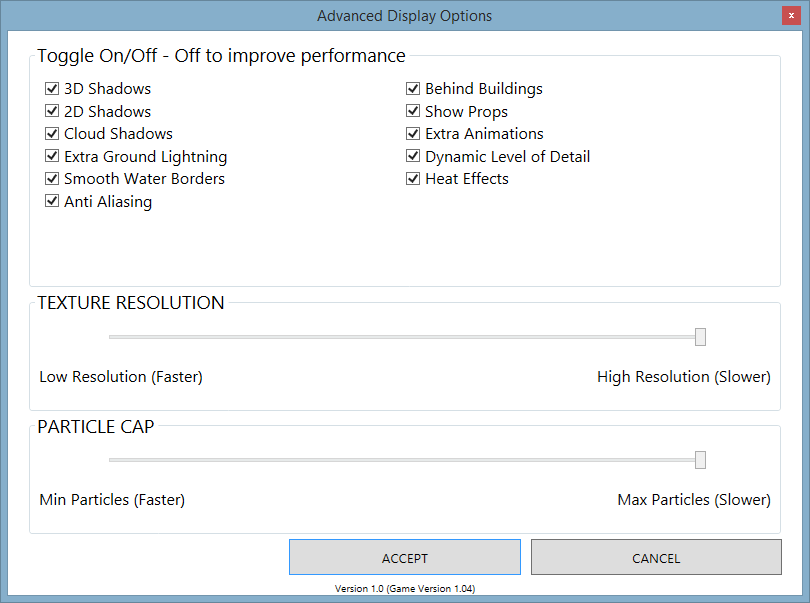 Advanced Display Options
x
Toggle On/Off - Off to improve performance
3D Shadows
2D Shadows
Cloud Shadows
Extra Ground Lightning
Smooth Water Borders
Anti Aliasing
Behind Buildings
Show Props
Extra Animations
Dynamic Level of Detail
Heat Effects
TEXTURE RESOLUTION
Low Resolution (Faster)
High Resolution (Slower)
PARTICLE CAP
Min Particles (Faster)
Max Particles (Slower)
ACCEPT
CANCEL
Version 1.0 (Game Version 1.04)